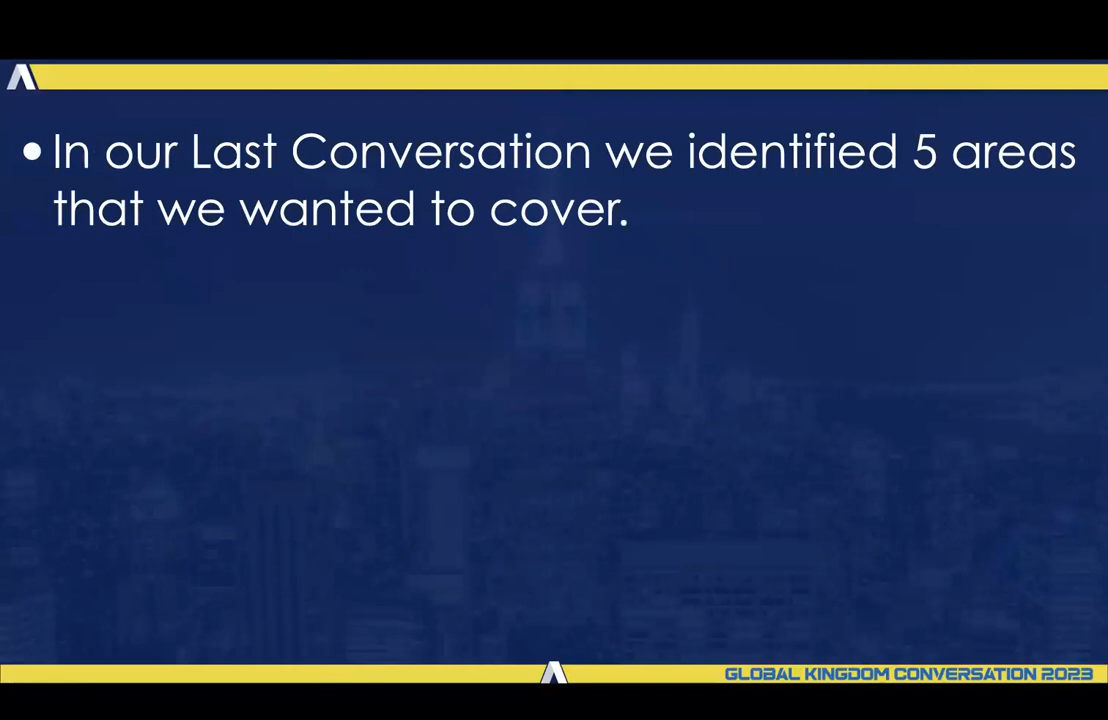 •In our Last Conversation we identified 5 areas
that we wanted to cover.
GLOBAL KINGDOM CONVERSATION 2023